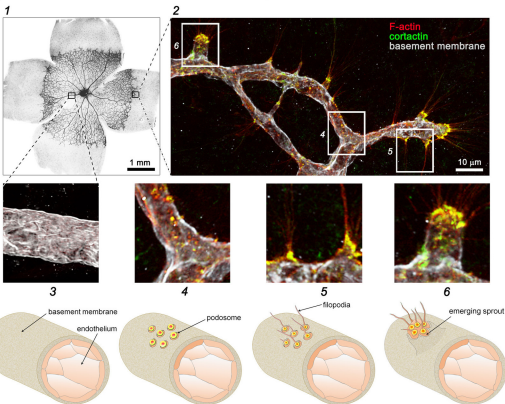 1
2
F-actin
cortactin
basement membrane
6
4
5
1 mm
10 μm
3
4
5
6
basement membrane
endothelium
podosome
filopodia
emerging sprout